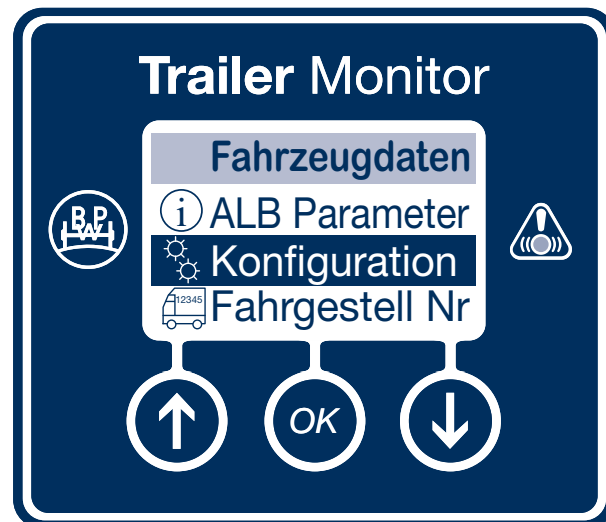 Trailer Monitor
Fahrzeugdaten
BPW
i ALB Parameter
!
Konfiguration
12345 Fahrgestell Nr
OK